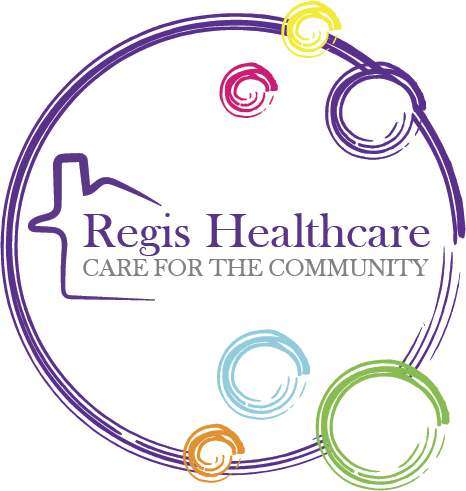 Regis Healthcare
CARE FOR THE COMMUNITY